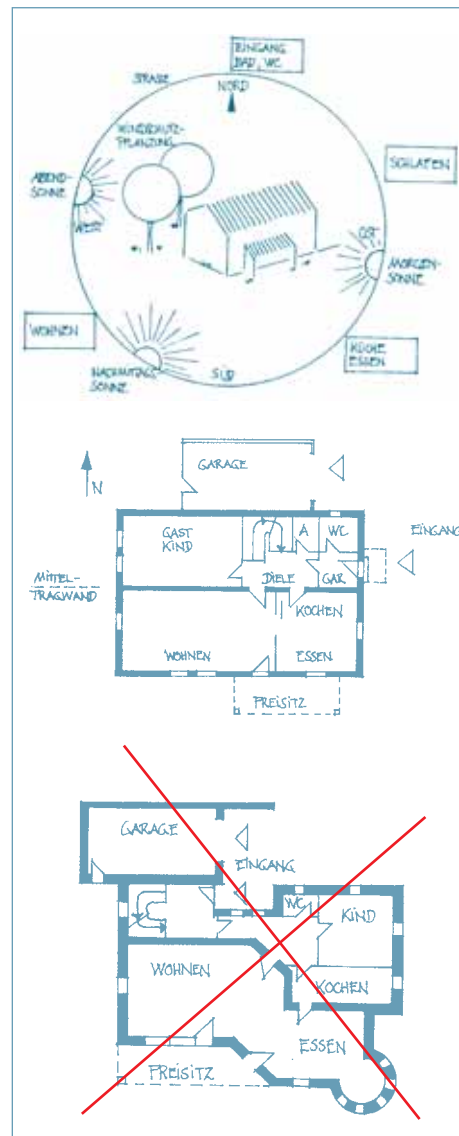 EINGANG
BAD, WC
STRAßE
NORD
WINDSCHUTZ-
PFLANZUNG
SCHLAFEN
ABEND-
SONNE
WEST
OST
MORGEN-
SONNE
WOHNEN
KÜCHE
ESSEN
NACHMITTAGS
SONNE
SÜD
GARAGE
N
GAST
KIND
A
WC
EINGANG
MITTEL-
TRAGWAND
DIELE
GAR
KOCHEN
WOHNEN
ESSEN
FREISITZ
GARAGE
EINGANG
WC
KIND
WOHNEN
KOCHEN
ESSEN
FREISITZ